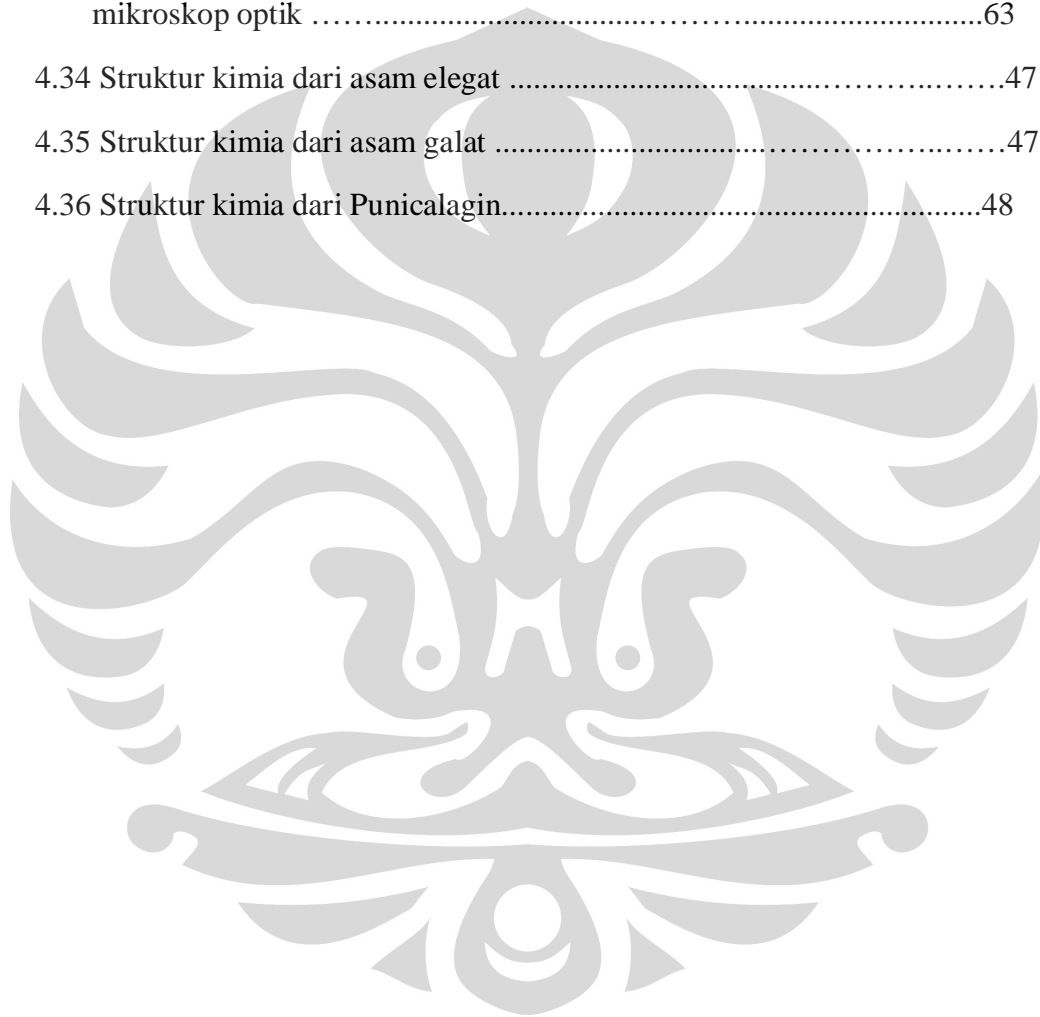 mikroskop optik ……...............................................……………...............................63
4.34 Struktur kimia dari asam elegat ......................................…………..…….47
4.35 Struktur kimia dari asam galat .................................……………..……47
4.36 Struktur kimia dari Punicalagin...........................................................48